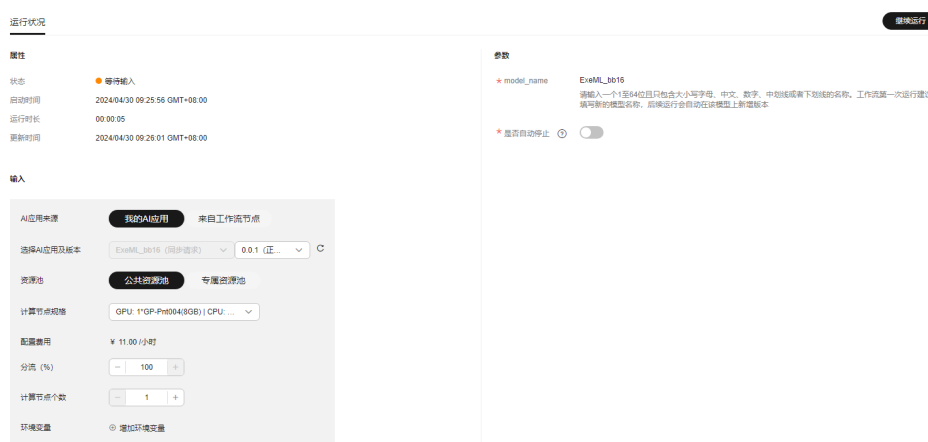 运行状况
继续运行
属性
状态 等待输入
启动时间 2024/04/30 09:25:56 GMT+08:00
运行时长 00:00:05
更新时间 2024/04/30 09:26:01 GMT+08:00
输入
AI应用来源 我的AI应用 来自工作流节点
选择AI应用及版本 ExeML_bb16（同步请求） 0.0.1（正...
资源池 公共资源池 专属资源池
计算节点规格 GPU: 1*GP-Pnt004(8GB) | CPU: ...
配置费用 ¥ 11.00 /小时
分流（%） − 100 +
计算节点个数 − 1 +
环境变量 增加环境变量
参数
* model_name ExeML_bb16
请输入一个1至64位且只包含大小写字母、中文、数字、中划线或者下划线的名称。工作流第一次运行建议
填写新的模型名称，后续运行会自动在该模型上新增版本
* 是否自动停止 ?